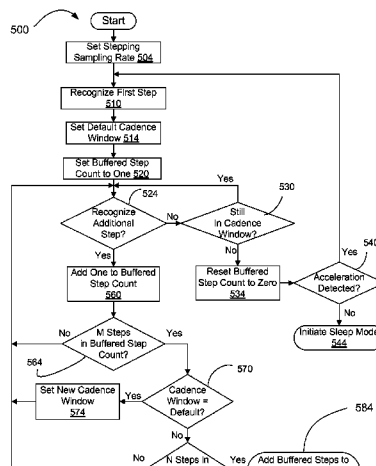 500
Start
Set Stepping
Sampling Rate 504
Recognize First Step
510
Set Default Cadence
Window 514
Set Buffered Step
Count to One 520
Yes
524
530
Recognize
Additional
Step?
No
Still
In Cadence
Window?
Yes
No
540
Yes
Add One to Buffered
Step Count
560
Reset Buffered
Step Count to Zero
534
Acceleration
Detected?
No
Initiate Sleep Mode
544
No
M Steps
in Buffered Step
Count?
Yes
564
570
Set New Cadence
Window
574
Yes
Cadence
Window =
Default?
584
No
No
N Steps in
Yes
Add Buffered Steps to